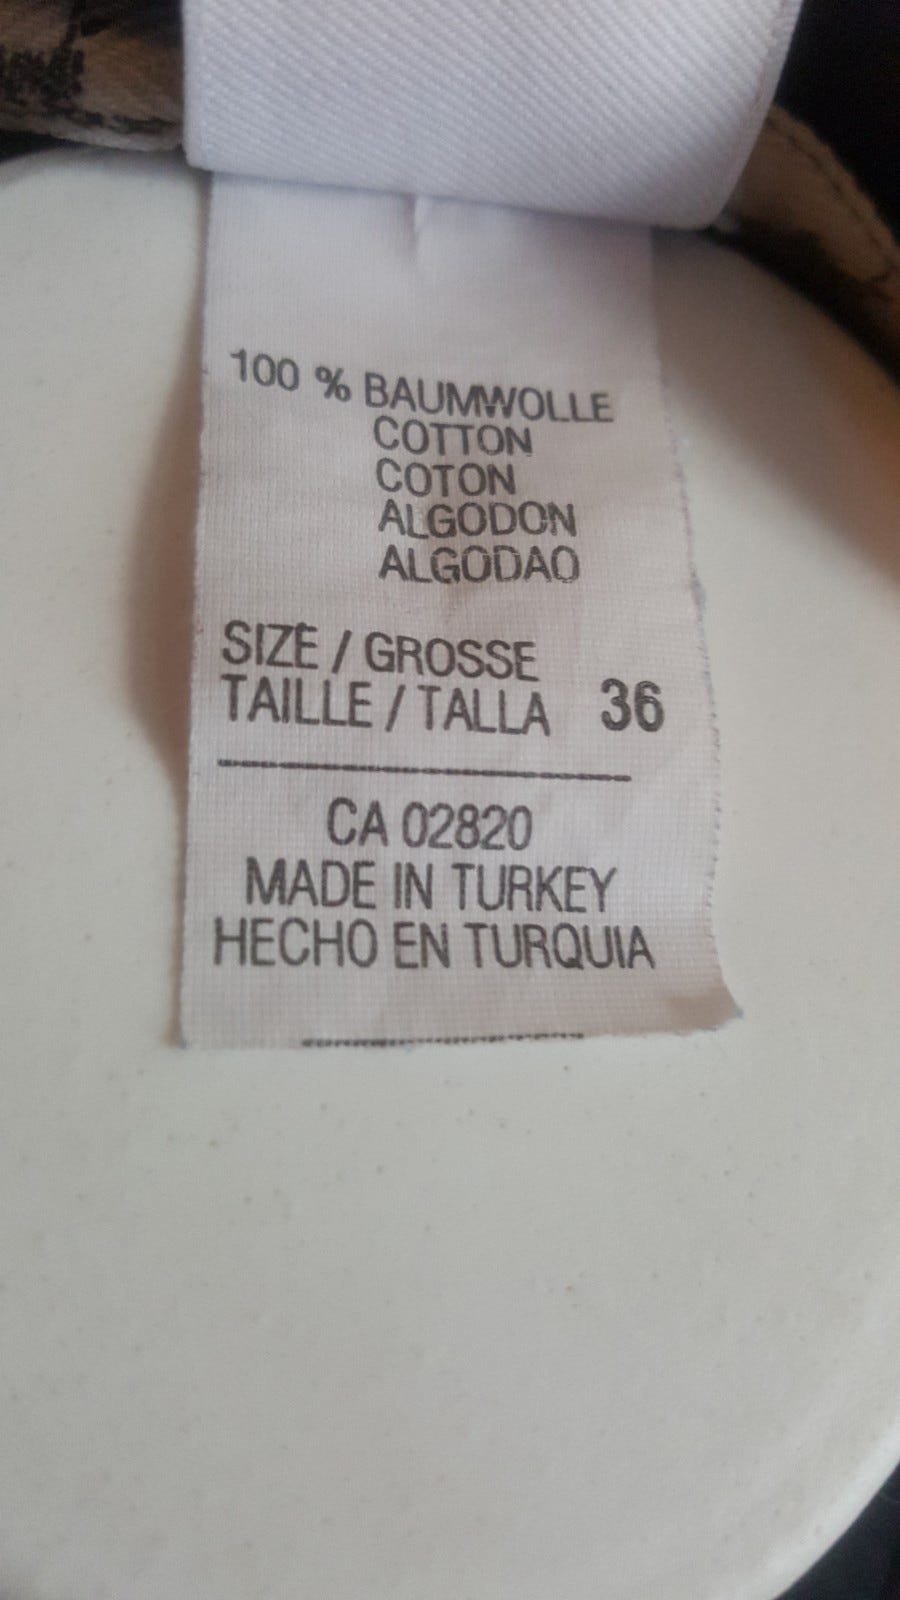 100 % BAUMWOLLE
COTTON
COTON
ALGODON
ALGODAO
SIZE / GROSSE
TAILLE / TALLA 36
CA 02820
MADE IN TURKEY
HECHO EN TURQUIA